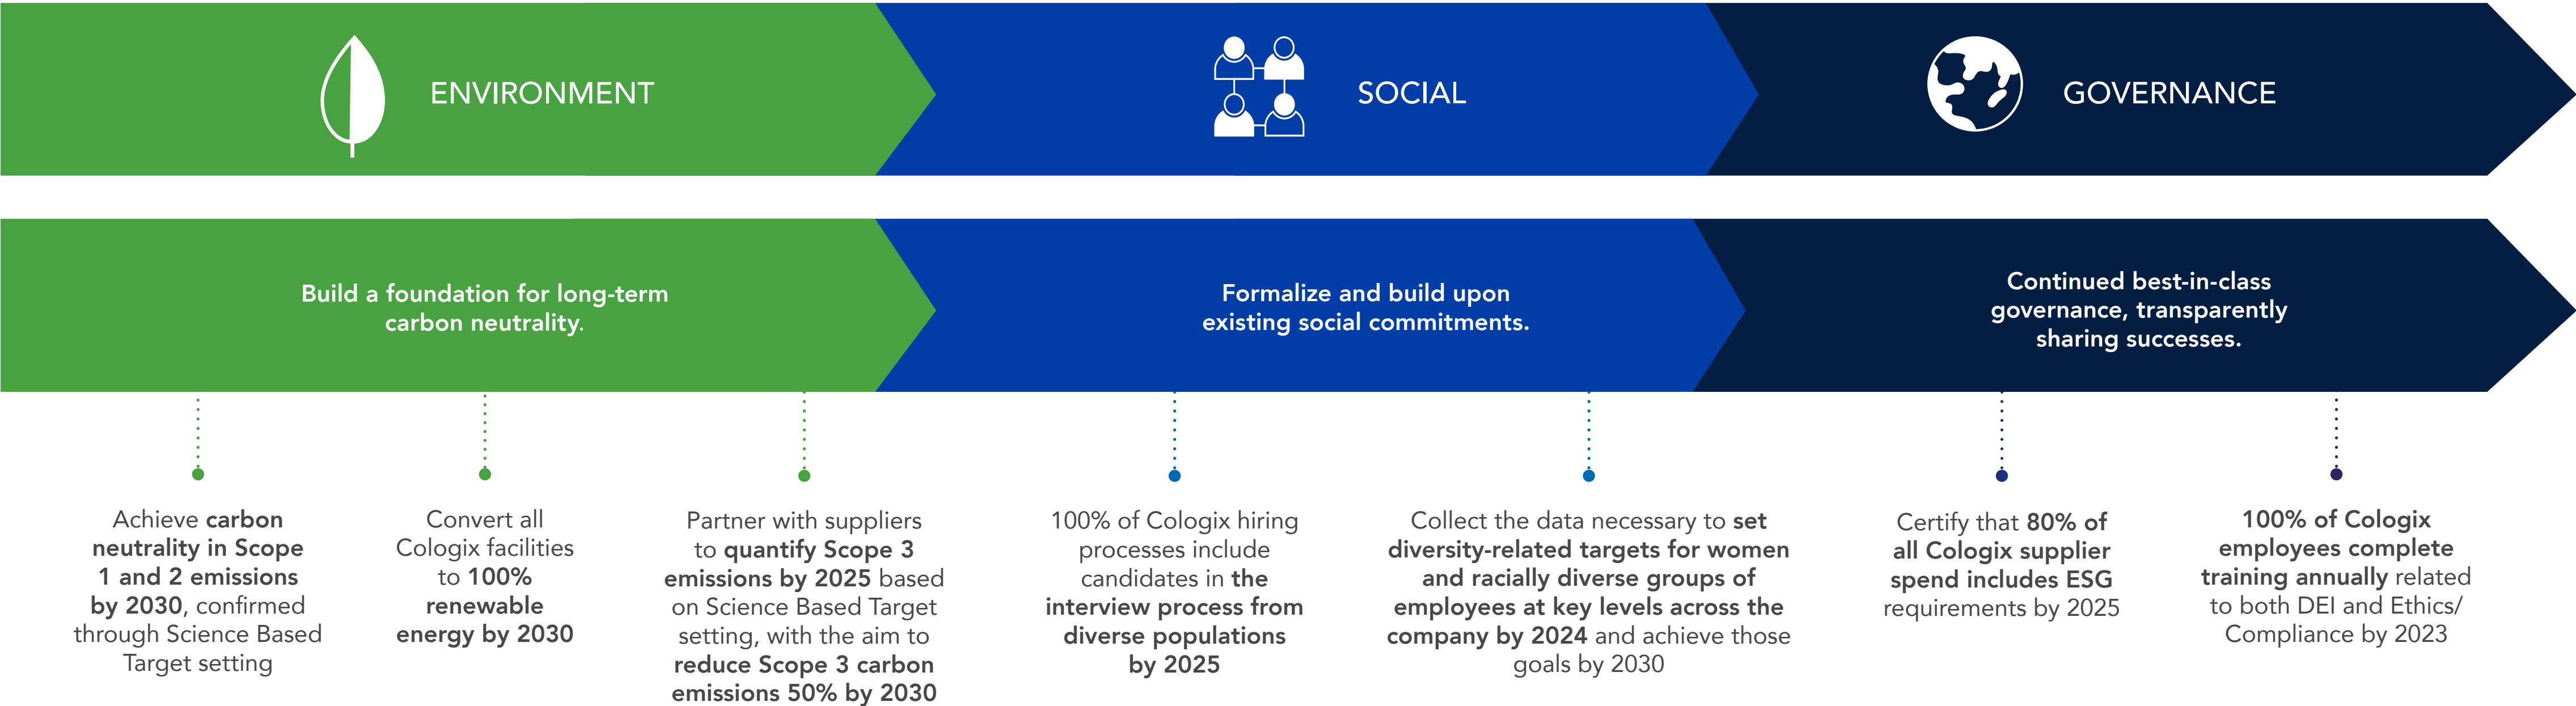 ENVIRONMENT
SOCIAL
GOVERNANCE
Build a foundation for long-term
carbon neutrality.
Formalize and build upon
existing social commitments.
Continued best-in-class
governance, transparently
sharing successes.
Achieve carbon
neutrality in Scope
1 and 2 emissions
by 2030, confirmed
through Science Based
Target setting
Convert all
Cologix facilities
to 100%
renewable
energy by 2030
Partner with suppliers
to quantify Scope 3
emissions by 2025 based
on Science Based Target
setting, with the aim to
reduce Scope 3 carbon
emissions 50% by 2030
100% of Cologix hiring
processes include
candidates in the
interview process from
diverse populations
by 2025
Collect the data necessary to set
diversity-related targets for women
and racially diverse groups of
employees at key levels across the
company by 2024 and achieve those
goals by 2030
Certify that 80% of
all Cologix supplier
spend includes ESG
requirements by 2025
100% of Cologix
employees complete
training annually related
to both DEI and Ethics/
Compliance by 2023